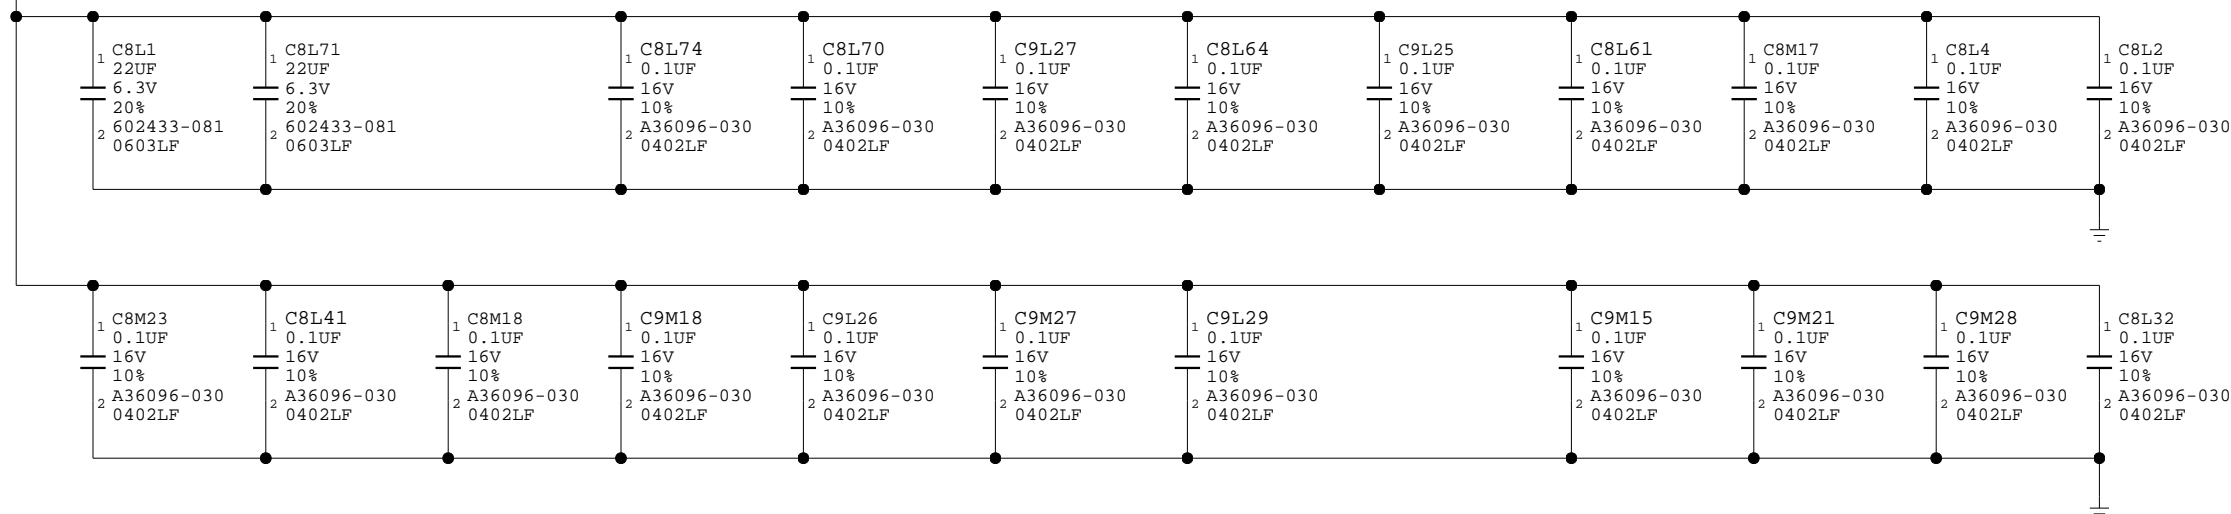 C8L1
1
22UF
6.3V
20%
2 602433-081
0603LF
C8L71
1
22UF
6.3V
20%
2 602433-081
0603LF
C8L74
1
0.1UF
16V
10%
2 A36096-030
0402LF
C8L70
1
0.1UF
16V
10%
2 A36096-030
0402LF
C9L27
1
0.1UF
16V
10%
2 A36096-030
0402LF
C8L64
1
0.1UF
16V
10%
2 A36096-030
0402LF
C9L25
1
0.1UF
16V
10%
2 A36096-030
0402LF
C8L61
1
0.1UF
16V
10%
2 A36096-030
0402LF
C8M17
1
0.1UF
16V
10%
2 A36096-030
0402LF
C8L4
1
0.1UF
16V
10%
2 A36096-030
0402LF
C8L2
1
0.1UF
16V
10%
2 A36096-030
0402LF
C8M23
1
0.1UF
16V
10%
2 A36096-030
0402LF
C8L41
1
0.1UF
16V
10%
2 A36096-030
0402LF
C8M18
1
0.1UF
16V
10%
2 A36096-030
0402LF
C9M18
1
0.1UF
16V
10%
2 A36096-030
0402LF
C9L26
1
0.1UF
16V
10%
2 A36096-030
0402LF
C9M27
1
0.1UF
16V
10%
2 A36096-030
0402LF
C9L29
1
0.1UF
16V
10%
2 A36096-030
0402LF
C9M15
1
0.1UF
16V
10%
2 A36096-030
0402LF
C9M21
1
0.1UF
16V
10%
2 A36096-030
0402LF
C9M28
1
0.1UF
16V
10%
2 A36096-030
0402LF
C8L32
1
0.1UF
16V
10%
2 A36096-030
0402LF